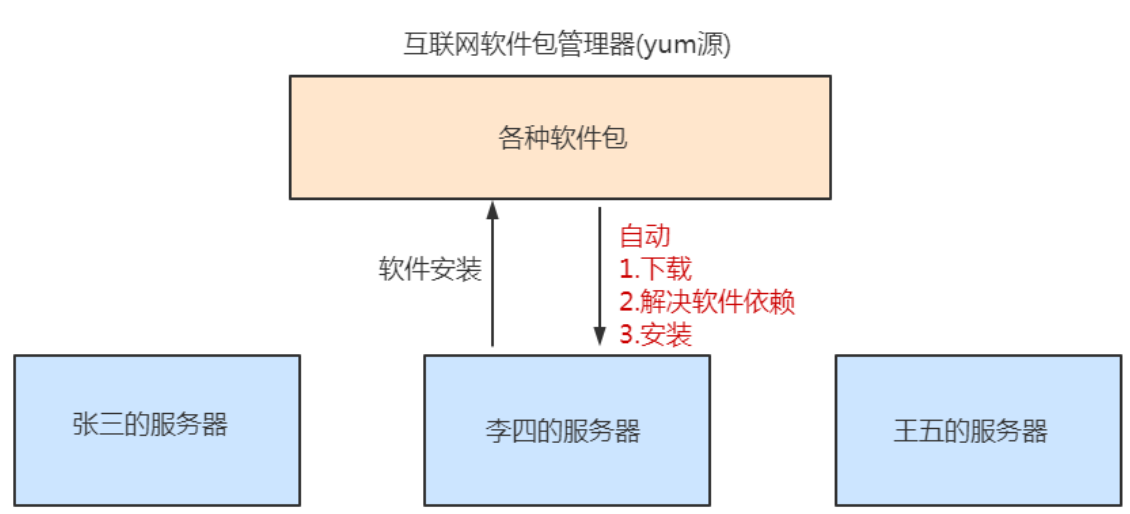 互联网软件包管理器(yum源)
各种软件包
软件安装
自动
1.下载
2.解决软件依赖
3.安装
张三的服务器
李四的服务器
王五的服务器